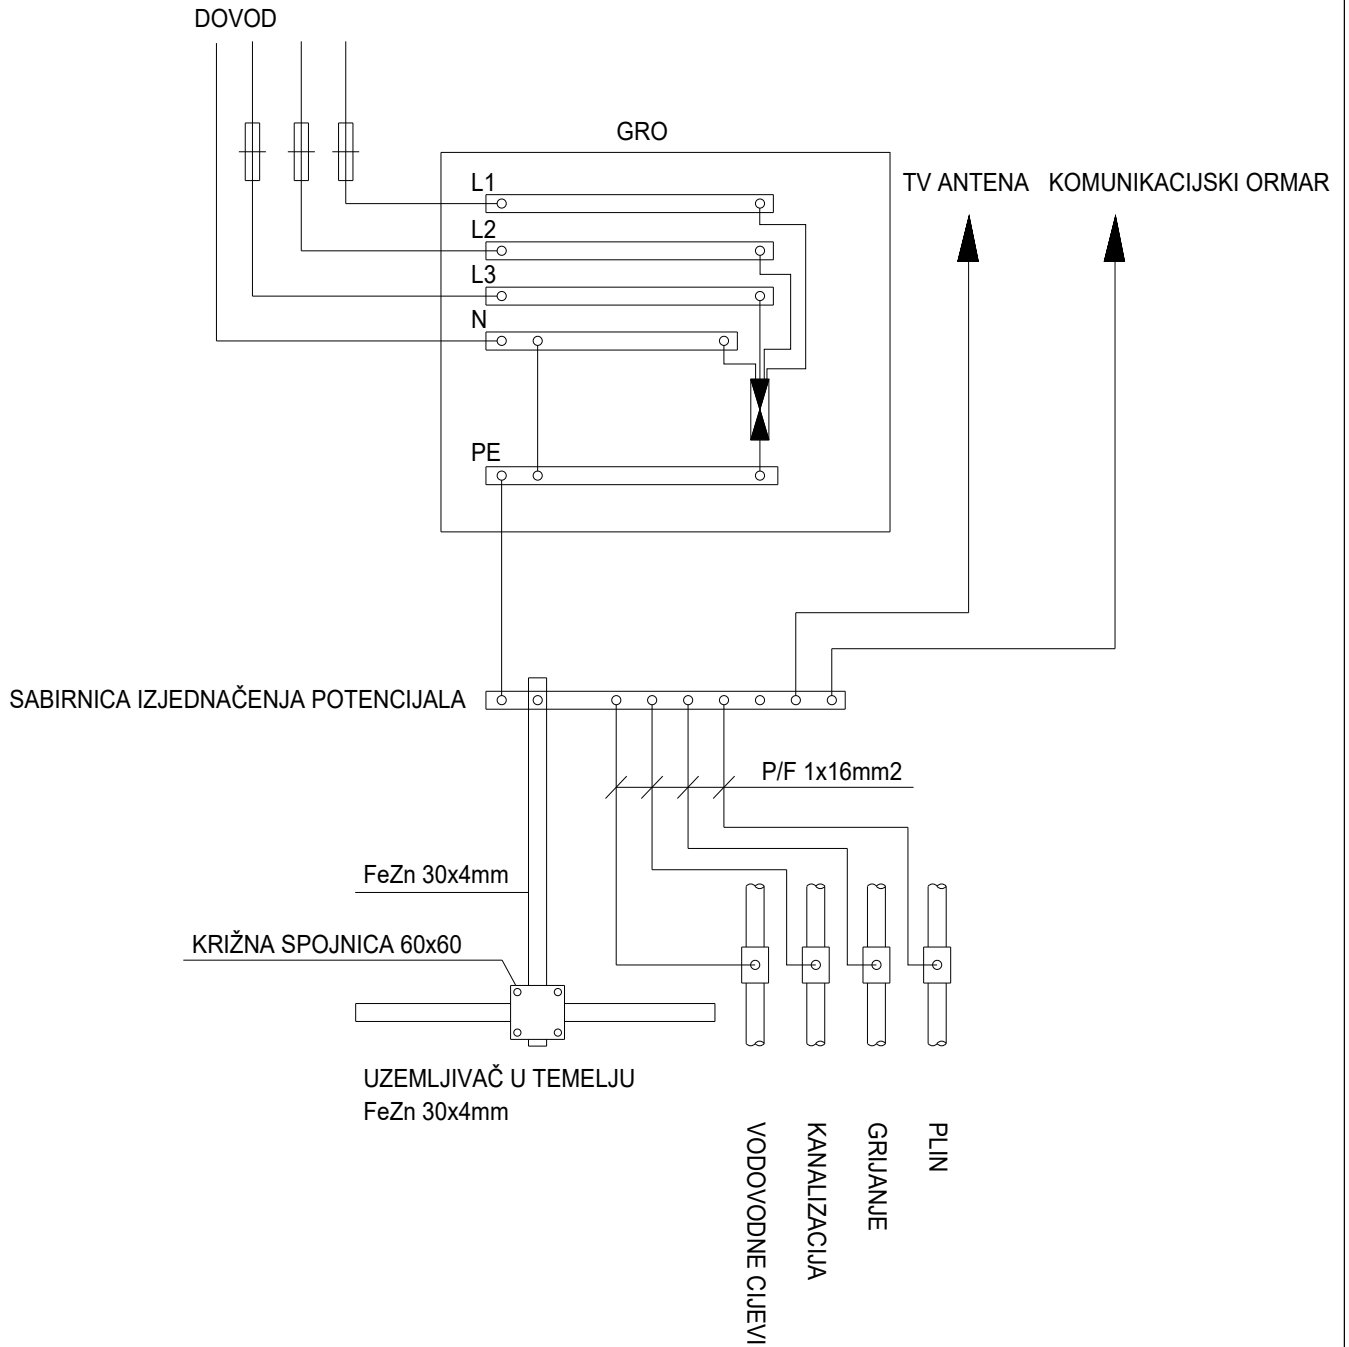 DOVOD
GRO
L1
L2
L3
N
PE
TV ANTENA
KOMUNIKACIJSKI ORMAR
SABIRNICA IZJEDNAČENJA POTENCIJALA
P/F 1x16mm2
FeZn 30x4mm
KRIŽNA SPOJNICA 60x60
UZEMLJIVAČ U TEMELJU
FeZn 30x4mm
VODOVODNE CIJEVI
KANALIZACIJA
GRIJANJE
PLIN